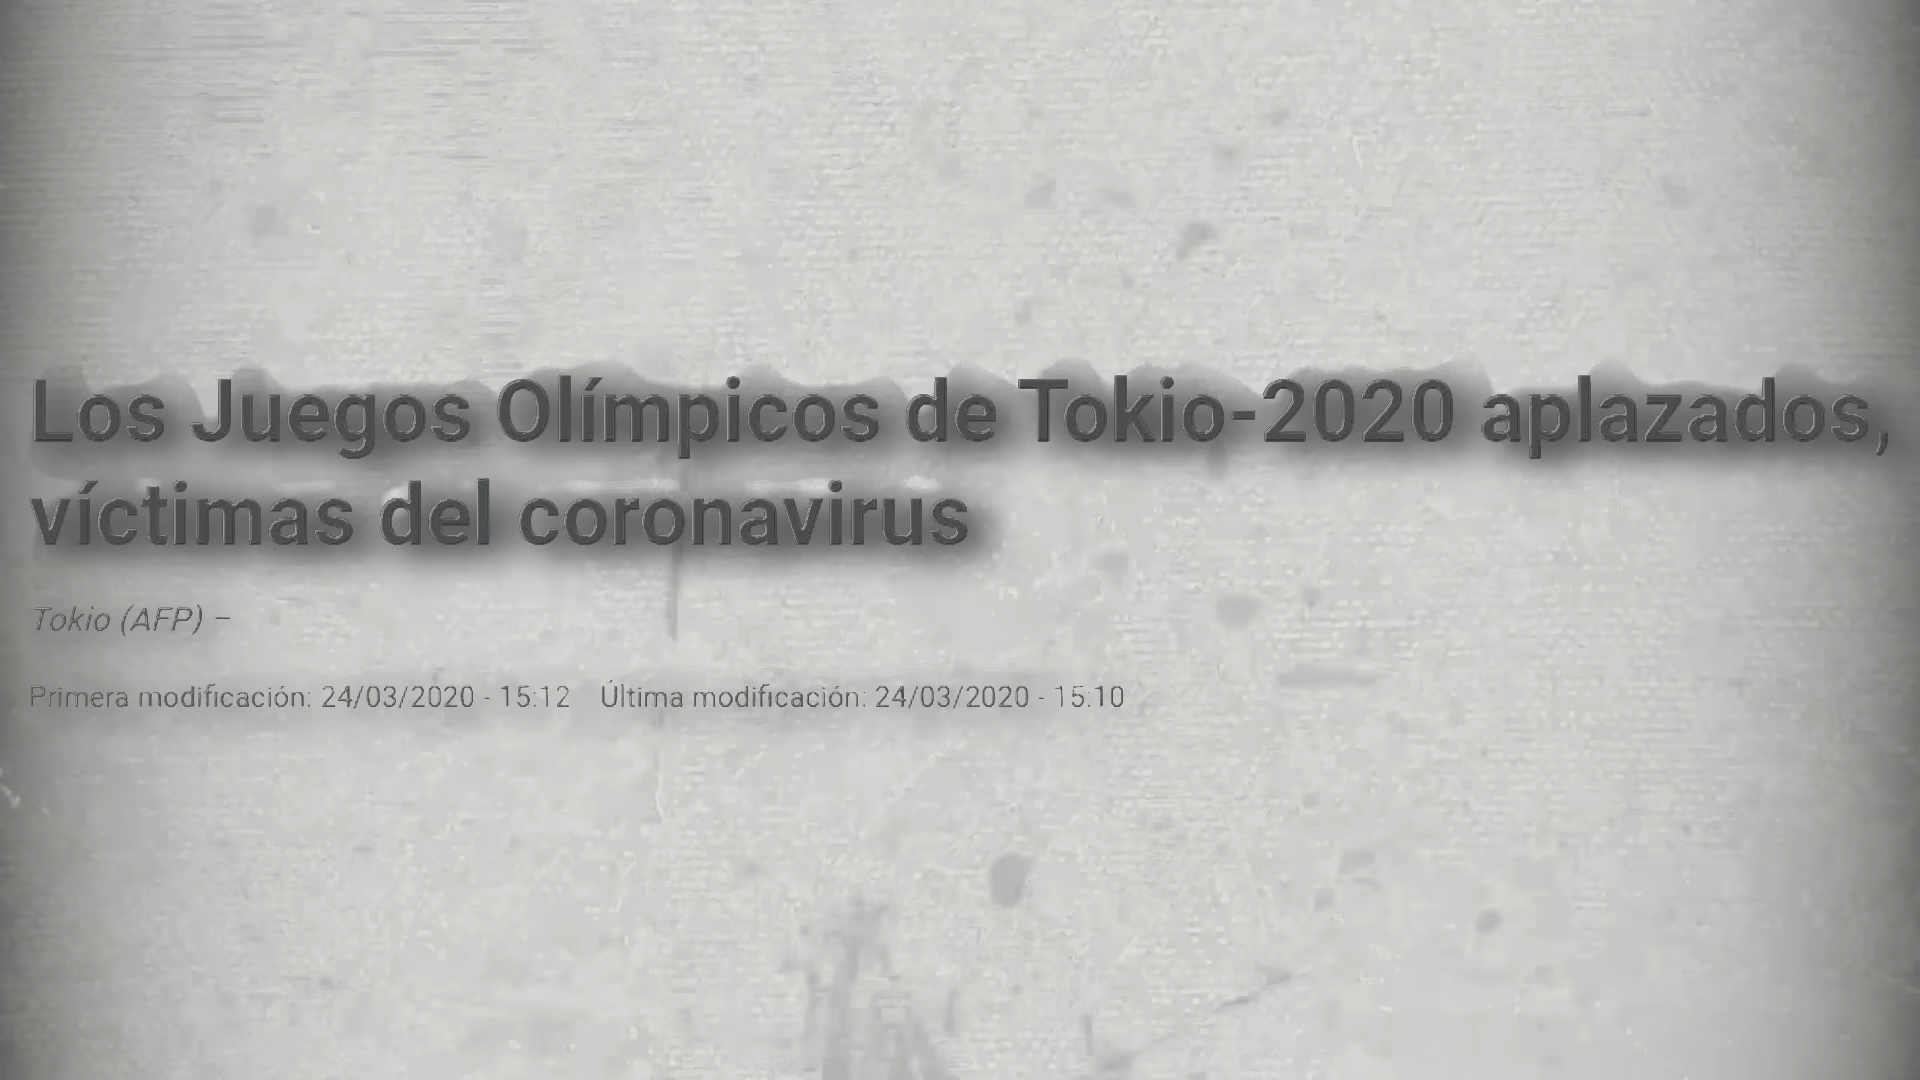 Los Juegos Olímpicos de Tokio-2020 aplazados,
víctimas del coronavirus
Tokio (AFP) –
Primera modificación: 24/03/2020 - 15:12 Última modificación: 24/03/2020 - 15:10